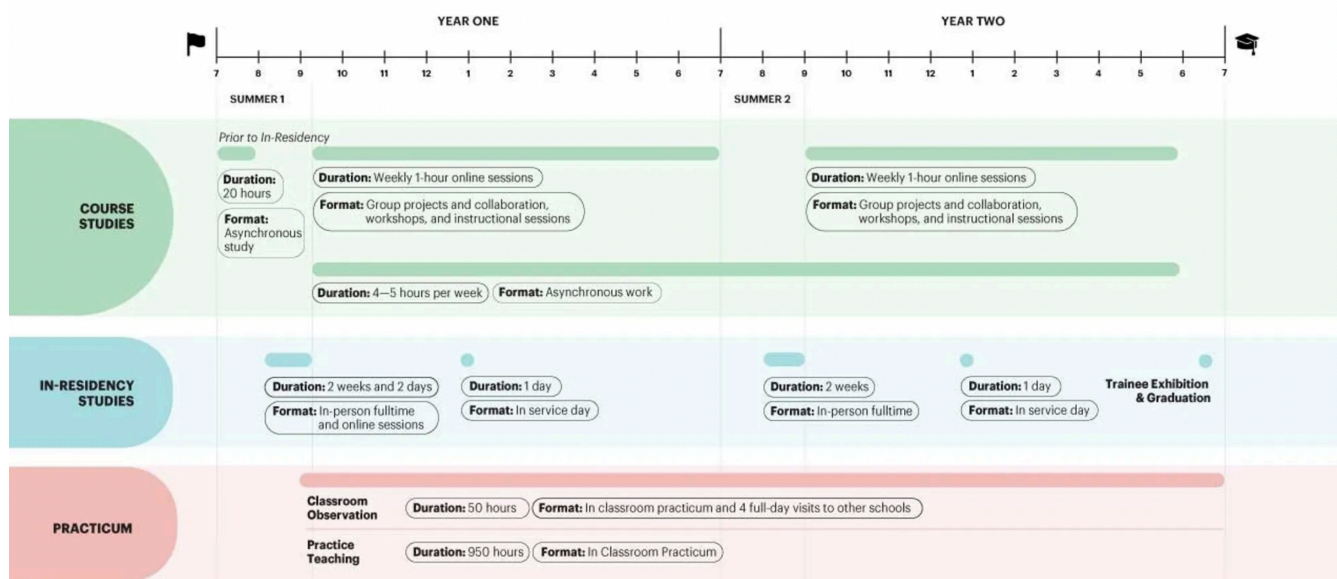 YEAR ONE
YEAR TWO
7 8 9 10 11 12 1 2 3 4 5 6 7 8 9 10 11 12 1 2 3 4 5 6 7
SUMMER 1
SUMMER 2
COURSE
STUDIES
Prior to In-Residency
Duration:
20 hours
Format:
Asynchronous
study
Duration: Weekly 1-hour online sessions
Format: Group projects and collaboration,
workshops, and instructional sessions
Duration: Weekly 1-hour online sessions
Format: Group projects and collaboration,
workshops, and instructional sessions
Duration: 4—5 hours per week
Format: Asynchronous work
IN-RESIDENCY
STUDIES
Duration: 2 weeks and 2 days
Format: In-person fulltime
and online sessions
Duration: 1 day
Format: In service day
Duration: 2 weeks
Format: In-person fulltime
Duration: 1 day
Format: In service day
Trainee Exhibition
& Graduation
PRACTICUM
Classroom
Observation
Duration: 50 hours
Format: In classroom practicum and 4 full-day visits to other schools
Practice
Teaching
Duration: 950 hours
Format: In Classroom Practicum